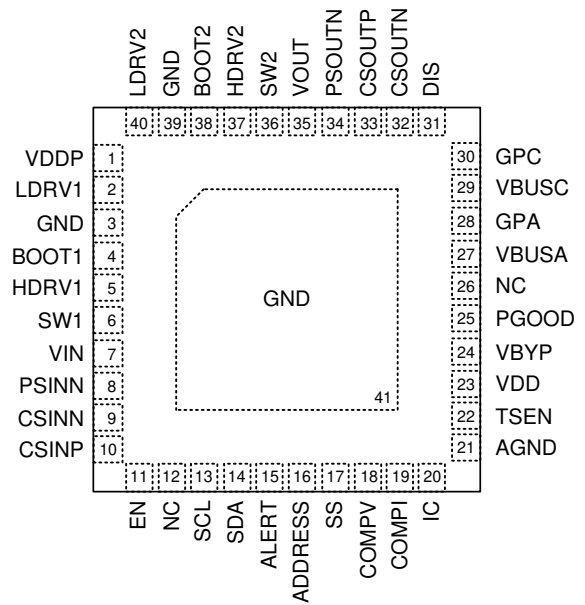 LDRV2
GND
BOOT2
HDRV2
SW2
VOUT
PSOUTN
CSOUTP
CSOUTN
DIS
40 39 38 37 36 35 34 33 32 31
VDDP 1
LDRV1 2
GND 3
BOOT1 4
HDRV1 5
SW1 6
VIN 7
PSINN 8
CSINN 9
CSINP 10
GND
41
30 GPC
29 VBUSC
28 GPA
27 VBUSA
26 NC
25 PGOOD
24 VBYP
23 VDD
22 TSEN
21 AGND
11 12 13 14 15 16 17 18 19 20
EN
NC
SCL
SDA
ALERT
ADDRESS
SS
COMPV
COMPI
IC